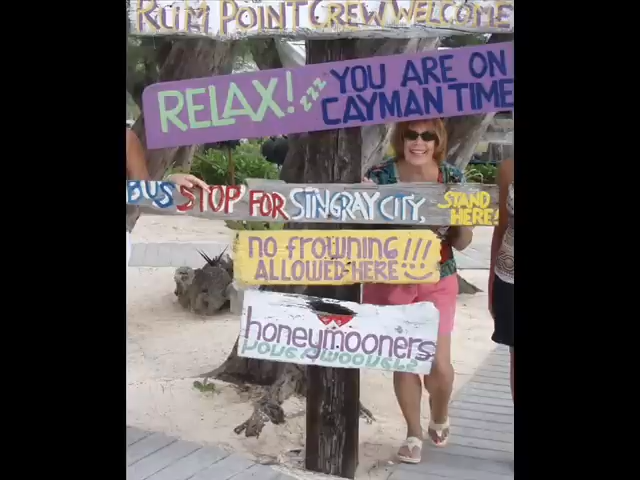 RUM POINT CREW WELCOME
RELAX! zzz YOU ARE ON
CAYMAN TIME
BUS STOP FOR STINGRAY CITY, STAND
HERE!
NO FROWNING !!!
ALLOWED HERE
honeymooners